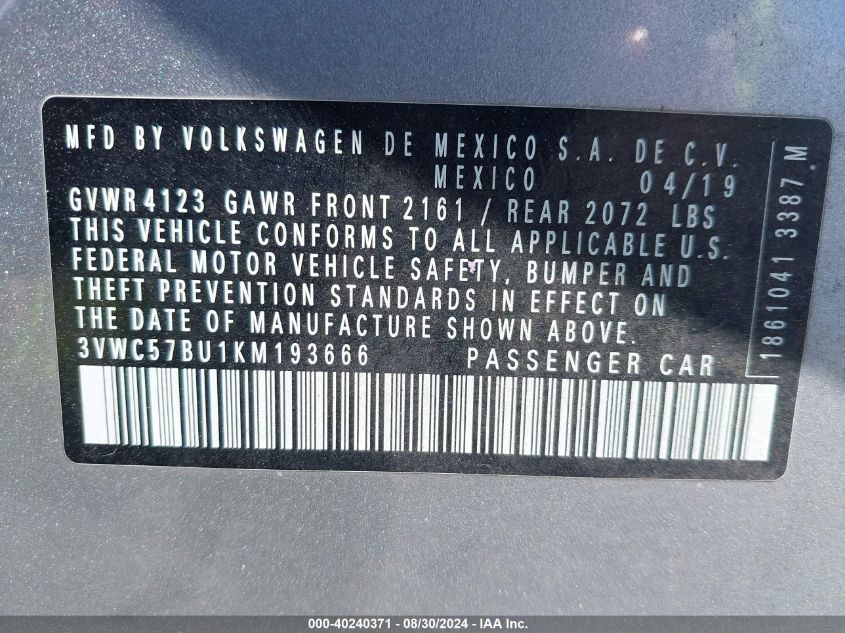 MFD BY VOLKSWAGEN DE MEXICO S.A. DE C.V.
MEXICO 04/19
GVWR 4123 GAWR FRONT 2161 / REAR 2072 LBS
THIS VEHICLE CONFORMS TO ALL APPLICABLE U.S.
FEDERAL MOTOR VEHICLE SAFETY, BUMPER AND
THEFT PREVENTION STANDARDS IN EFFECT ON
THE DATE OF MANUFACTURE SHOWN ABOVE.
3VWC57BU1KM193666 PASSENGER CAR
1861041 3387 M
000-40240371 - 08/30/2024 - IAA Inc.